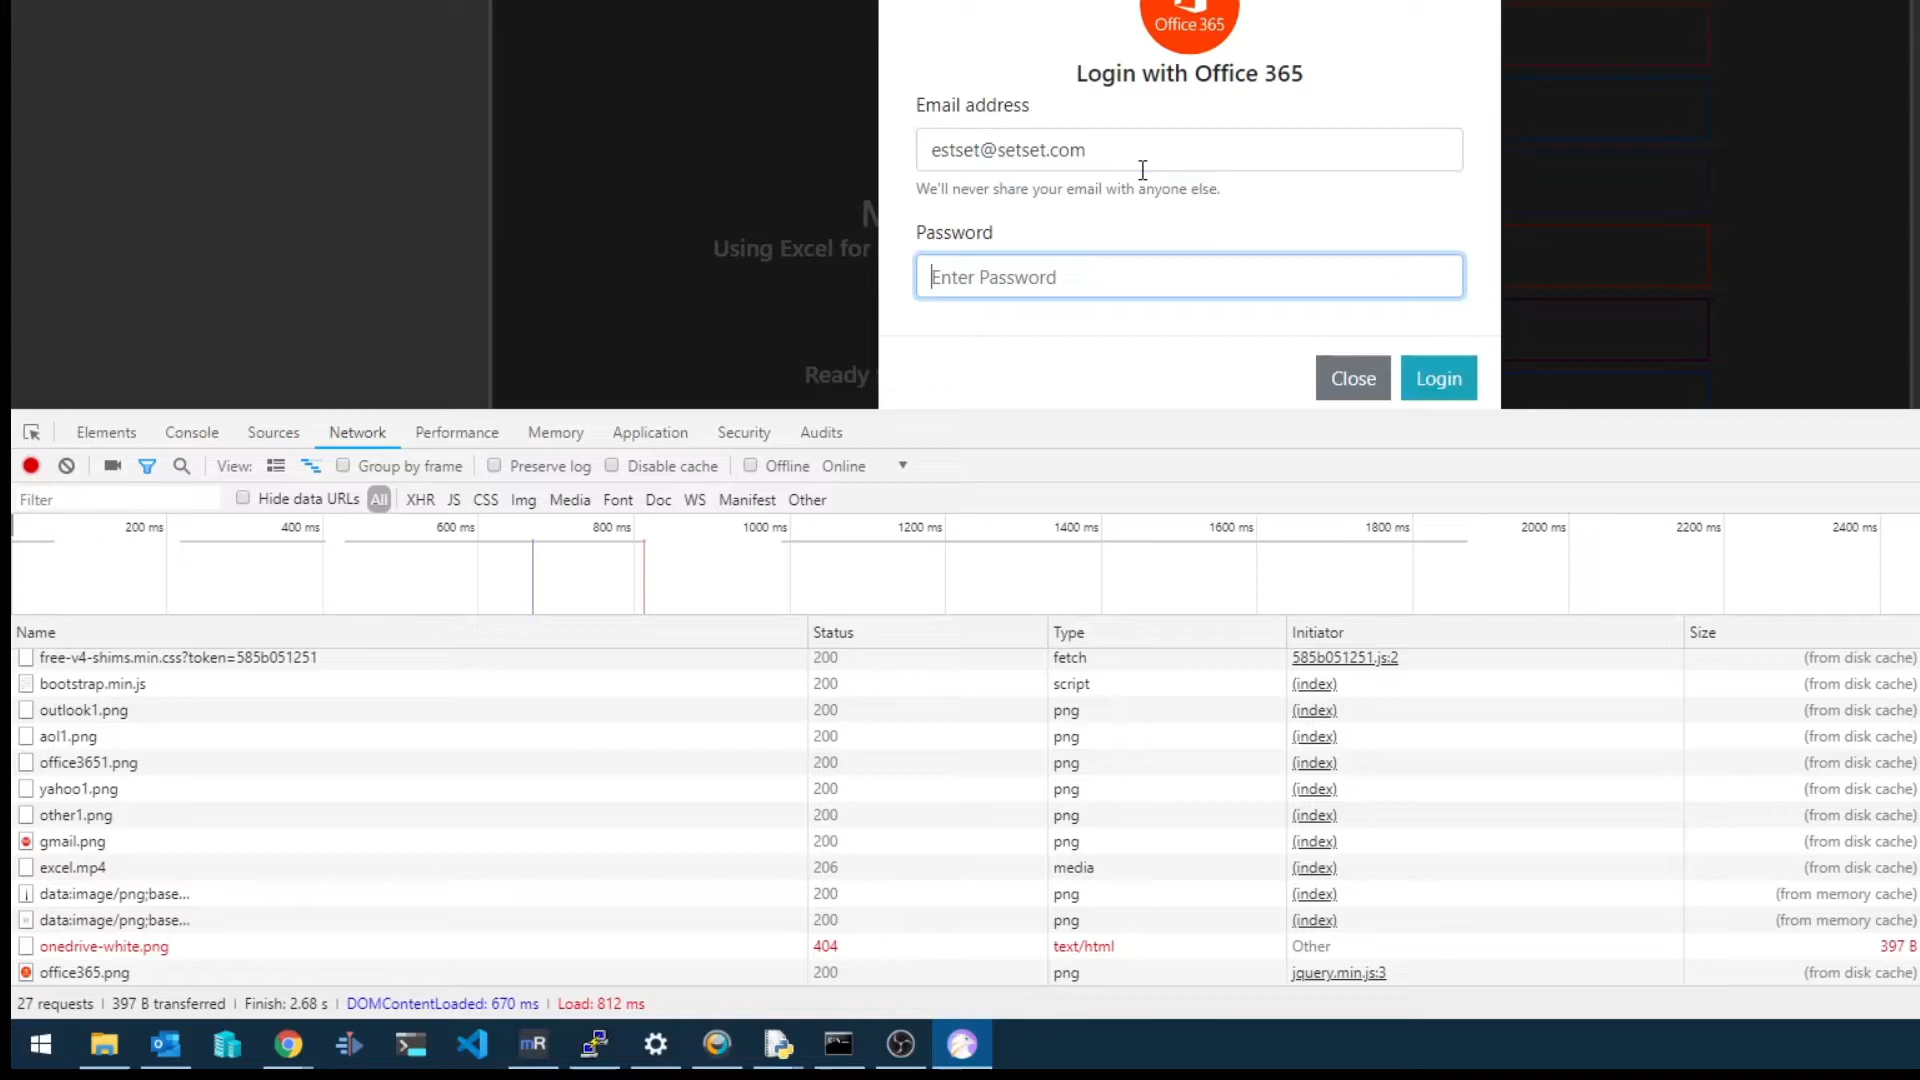 Office 365
Login with Office 365
Email address
estset@setset.com
We'll never share your email with anyone else.
Password
Enter Password
Using Excel for
Ready
Close Login
Elements Console Sources Network Performance Memory Application Security Audits
View: Group by frame Preserve log Disable cache Offline Online
Filter Hide data URLs All XHR JS CSS Img Media Font Doc WS Manifest Other
200 ms 400 ms 600 ms 800 ms 1000 ms 1200 ms 1400 ms 1600 ms 1800 ms 2000 ms 2200 ms 2400 ms
Name Status Type Initiator Size
free-v4-shims.min.css?token=585b051251 200 fetch 585b051251.js:2 (from disk cache)
bootstrap.min.js 200 script (index) (from disk cache)
outlook1.png 200 png (index) (from disk cache)
aol1.png 200 png (index) (from disk cache)
office3651.png 200 png (index) (from disk cache)
yahoo1.png 200 png (index) (from disk cache)
other1.png 200 png (index) (from disk cache)
gmail.png 200 png (index) (from disk cache)
excel.mp4 206 media (index) (from disk cache)
data:image/png;base... 200 png (index) (from memory cache)
data:image/png;base... 200 png (index) (from memory cache)
onedrive-white.png 404 text/html Other 397 B
office365.png 200 png jquery.min.js:3 (from disk cache)
27 requests | 397 B transferred | Finish: 2.68 s | DOMContentLoaded: 670 ms | Load: 812 ms
mR